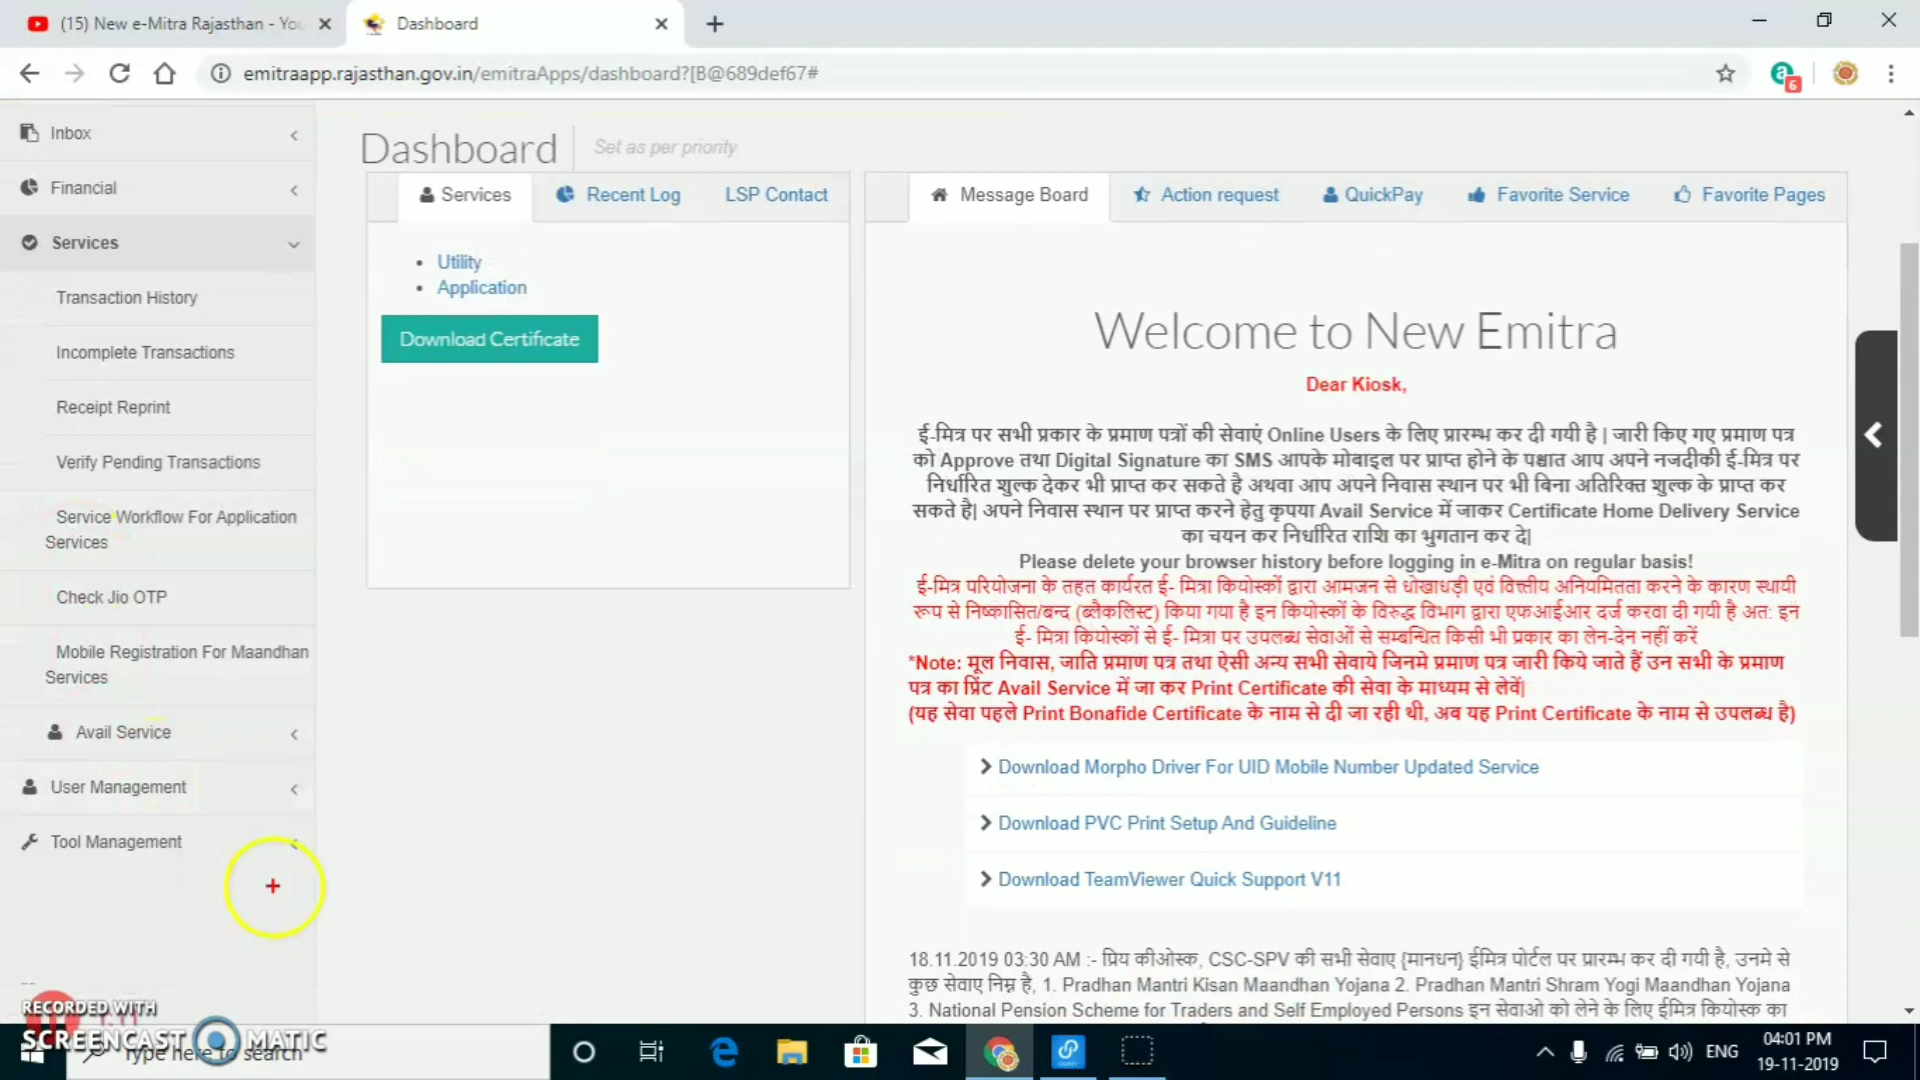 (15) New e-Mitra Rajasthan - You
Dashboard
emitraapp.rajasthan.gov.in/emitraApps/dashboard?[B@689def67#
6
Inbox
Financial
Services
Transaction History
Incomplete Transactions
Receipt Reprint
Verify Pending Transactions
Service Workflow For Application
Services
Check Jio OTP
Mobile Registration For Maandhan
Services
Avail Service
User Management
Tool Management
Dashboard
Set as per priority
Services
Recent Log
LSP Contact
Utility
Application
Download Certificate
Message Board
Action request
QuickPay
Favorite Service
Favorite Pages
Welcome to New Emitra
Dear Kiosk,
ई-मित्र पर सभी प्रकार के प्रमाण पत्रों की सेवाएं Online Users के लिए प्रारम्भ कर दी गयी है | जारी किए गए प्रमाण पत्र
को Approve तथा Digital Signature का SMS आपके मोबाइल पर प्राप्त होने के पश्चात आप अपने नजदीकी ई-मित्र पर
निर्धारित शुल्क देकर भी प्राप्त कर सकते है अथवा आप अपने निवास स्थान पर भी बिना अतिरिक्त शुल्क के प्राप्त कर
सकते है| अपने निवास स्थान पर प्राप्त करने हेतु कृपया Avail Service में जाकर Certificate Home Delivery Service
का चयन कर निर्धारित राशि का भुगतान कर दे|
Please delete your browser history before logging in e-Mitra on regular basis!
ई-मित्र परियोजना के तहत कार्यरत ई- मित्रा कियोस्कों द्वारा आमजन से धोखाधड़ी एवं वित्तीय अनियमितता करने के कारण स्थायी
रूप से निष्कासित/बन्द (ब्लैकलिस्ट) किया गया है इन कियोस्कों के विरुद्ध विभाग द्वारा एफआईआर दर्ज करवा दी गयी है अत: इन
ई- मित्रा कियोस्कों से ई- मित्रा पर उपलब्ध सेवाओं से सम्बन्धित किसी भी प्रकार का लेन-देन नहीं करें
*Note: मूल निवास, जाति प्रमाण पत्र तथा ऐसी अन्य सभी सेवाये जिनमे प्रमाण पत्र जारी किये जाते हैं उन सभी के प्रमाण
पत्र का प्रिंट Avail Service में जा कर Print Certificate की सेवा के माध्यम से लेवें|
(यह सेवा पहले Print Bonafide Certificate के नाम से दी जा रही थी, अब यह Print Certificate के नाम से उपलब्ध है)
Download Morpho Driver For UID Mobile Number Updated Service
Download PVC Print Setup And Guideline
Download TeamViewer Quick Support V11
18.11.2019 03:30 AM :- प्रिय कीओस्क, CSC-SPV की सभी सेवाए {मानधन} ईमित्र पोर्टल पर प्रारम्भ कर दी गयी है, उनमे से
कुछ सेवाए निम्न है, 1. Pradhan Mantri Kisan Maandhan Yojana 2. Pradhan Mantri Shram Yogi Maandhan Yojana
3. National Pension Scheme for Traders and Self Employed Persons इन सेवाओं को लेने के लिए ईमित्र कियोस्क का
RECORDED WITH
SCREENCAST MATIC
Type here to search
ENG
04:01 PM
19-11-2019